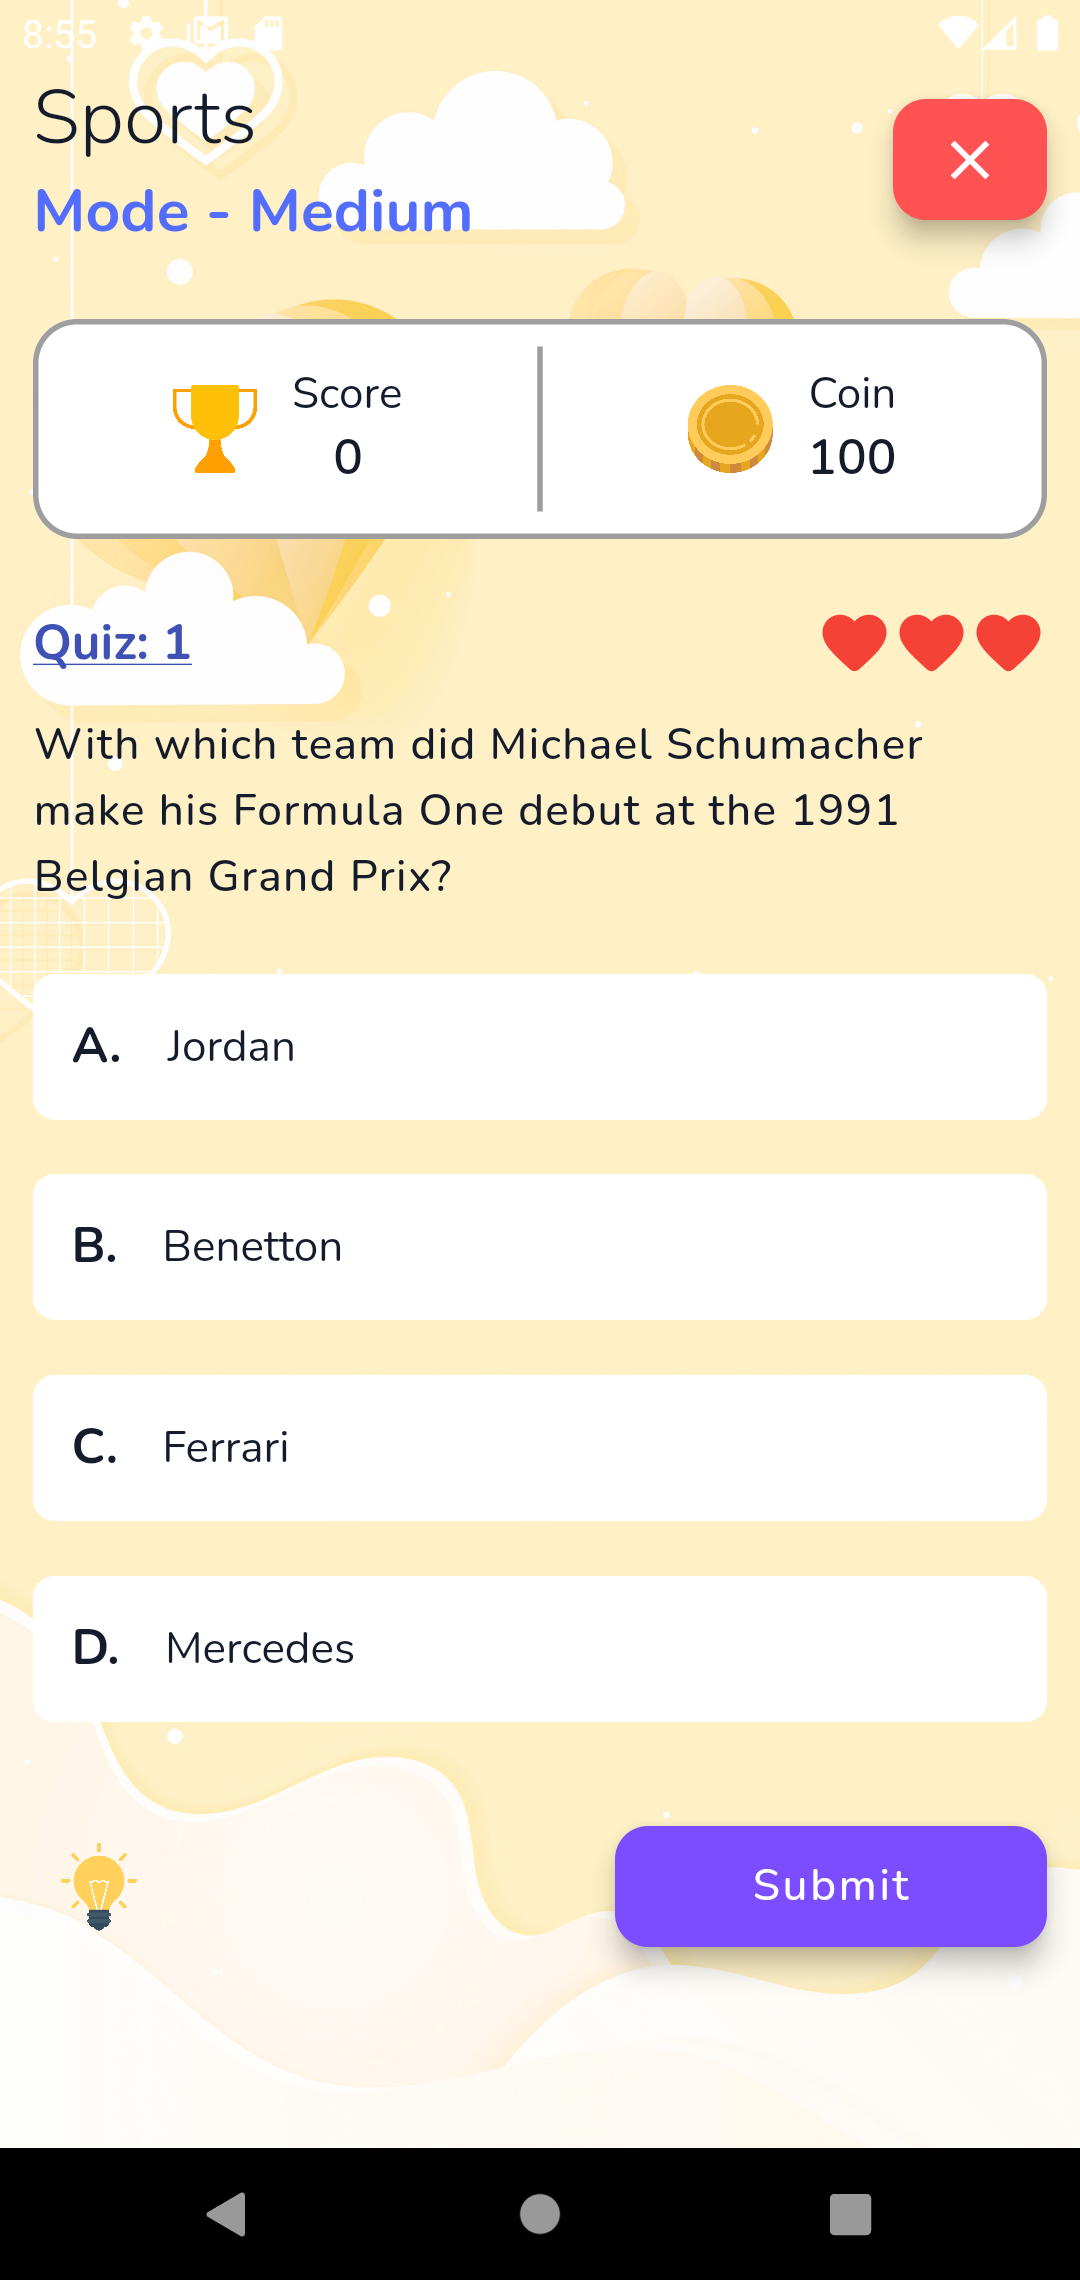 8:55
Sports
Mode - Medium
Score
0
Coin
100
Quiz: 1
With which team did Michael Schumacher
make his Formula One debut at the 1991
Belgian Grand Prix?
A. Jordan
B. Benetton
C. Ferrari
D. Mercedes
Submit